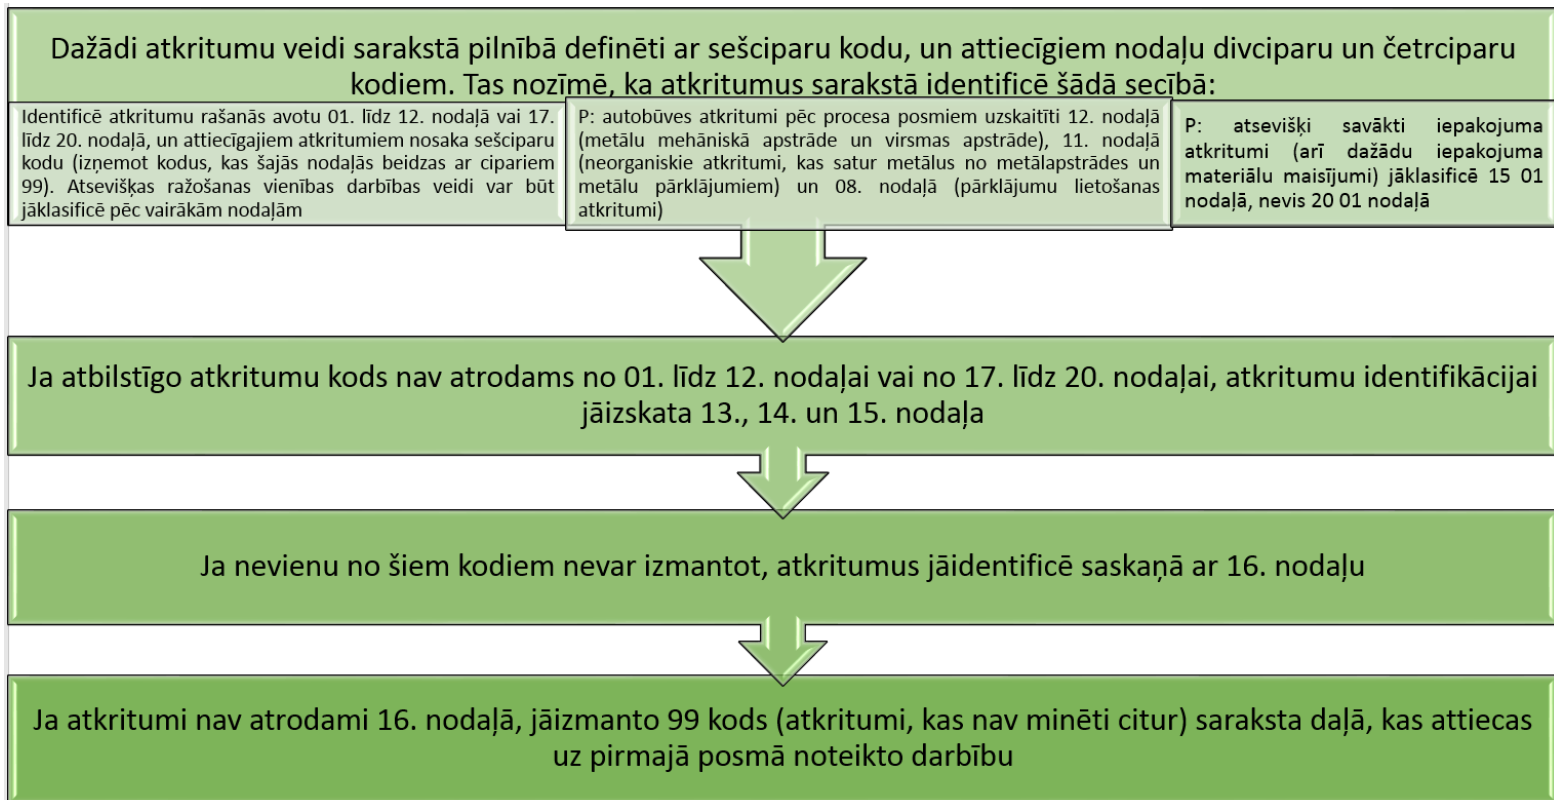 Dažādi atkritumu veidi sarakstā pilnībā definēti ar sešciparu kodu, un attiecīgiem nodaļu divciparu un četrciparu
kodiem. Tas nozīmē, ka atkritumus sarakstā identificē šādā secībā:
Identificē atkritumu rašanās avotu 01. līdz 12. nodaļā vai 17.
līdz 20. nodaļā, un attiecīgajiem atkritumiem nosaka sešciparu
kodu (izņemot kodus, kas šajās nodaļās beidzas ar cipariem
99). Atsevišķas ražošanas vienības darbības veidi var būt
jāklasificē pēc vairākām nodaļām
P: autobūves atkritumi pēc procesa posmiem uzskaitīti 12. nodaļā
(metālu mehāniskā apstrāde un virsmas apstrāde), 11. nodaļā
(neorganiskie atkritumi, kas satur metālus no metālapstrādes un
metālu pārklājumiem) un 08. nodaļā (pārklājumu lietošanas
atkritumi)
P: atsevišķi savākti iepakojuma
atkritumi (arī dažādu iepakojuma
materiālu maisījumi) jāklasificē 15 01
nodaļā, nevis 20 01 nodaļā
Ja atbilstīgo atkritumu kods nav atrodams no 01. līdz 12. nodaļai vai no 17. līdz 20. nodaļai, atkritumu identifikācijai
jāizskata 13., 14. un 15. nodaļa
Ja nevienu no šiem kodiem nevar izmantot, atkritumus jāidentificē saskaņā ar 16. nodaļu
Ja atkritumi nav atrodami 16. nodaļā, jāizmanto 99 kods (atkritumi, kas nav minēti citur) saraksta daļā, kas attiecas
uz pirmajā posmā noteikto darbību